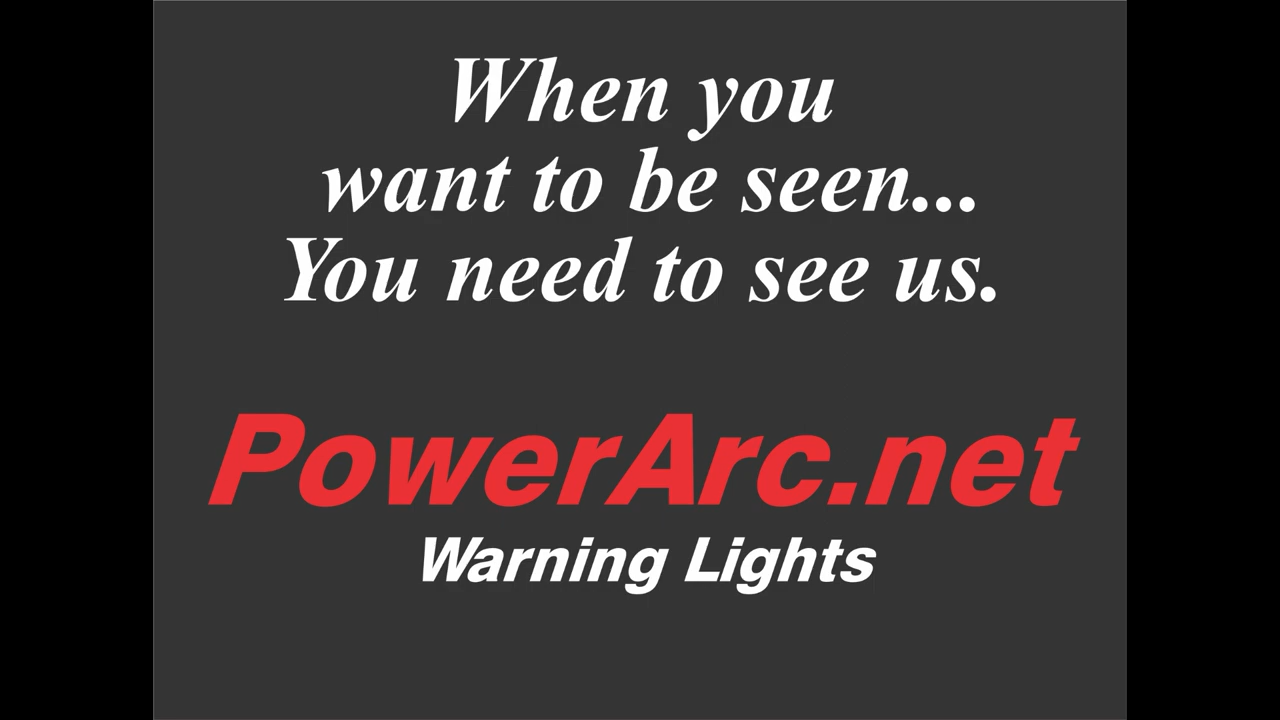 When you
want to be seen...
You need to see us.
PowerArc.net
Warning Lights